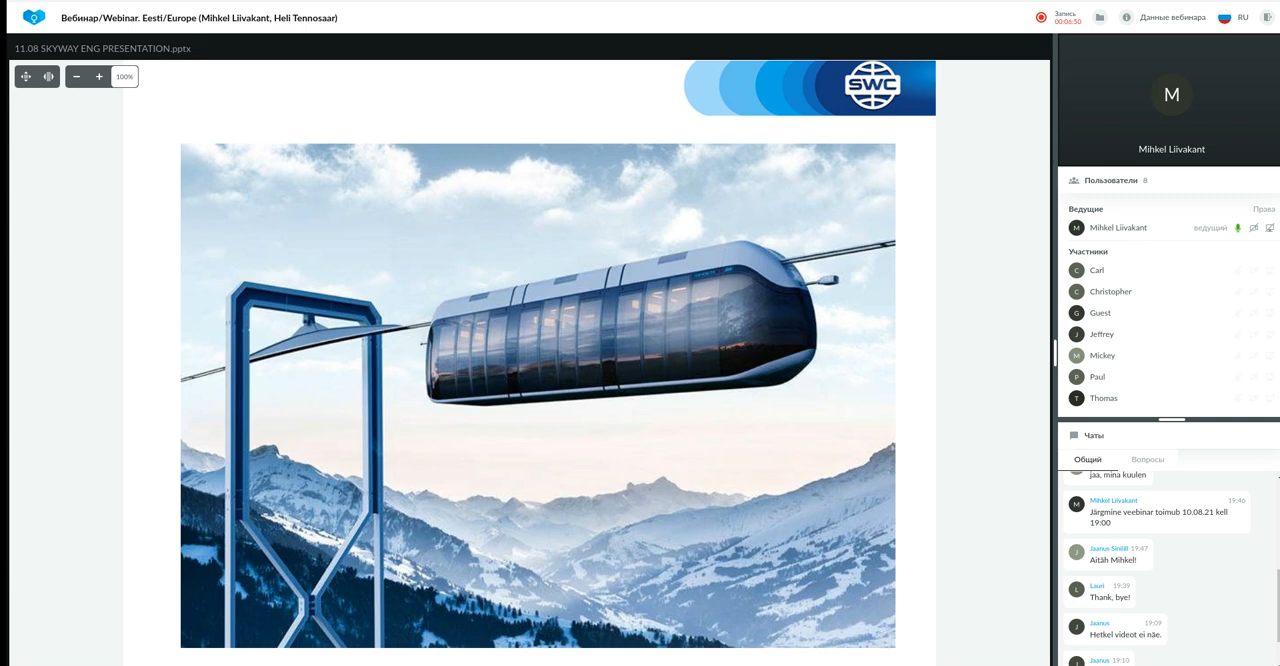 Вебинар/Webinar. Eesti/Europe (Mihkel Liivakant, Heli Tennosaar)
Запись
00:06:50
Данные вебинара
RU
11.08 SKYWAY ENG PRESENTATION.pptx
100%
SWC
M
Mihkel Liivakant
Пользователи 8
Ведущие Права
M Mihkel Liivakant ведущий
Участники
C Carl
C Christopher
G Guest
J Jeffrey
M Mickey
P Paul
T Thomas
Чаты
Общий Вопросы
jaa, mina kuulen
M Mihkel Liivakant 19:46
Järgmine veebinar toimub 10.08.21 kell
19:00
J Jaanus Siniöll 19:47
Aitäh Mihkel!
L Lauri 19:39
Thank, bye!
J Jaanus 19:09
Hetkel videot ei näe.
J Jaanus 19:10